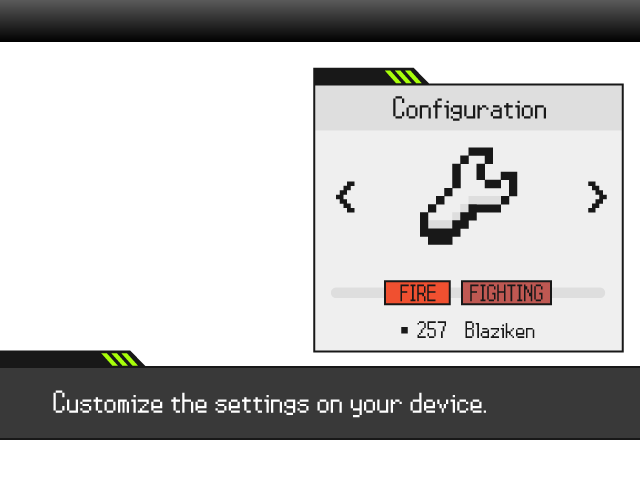 Configuration
FIRE FIGHTING
▪ 257 Blaziken
Customize the settings on your device.